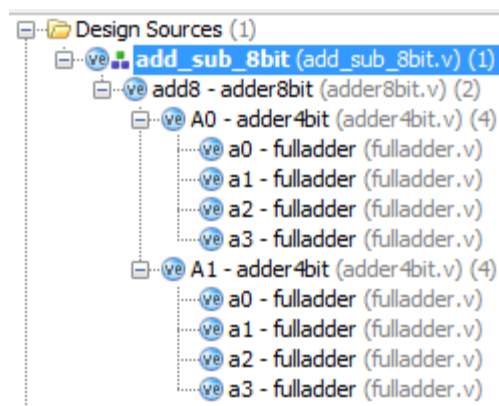 Design Sources (1)
add_sub_8bit (add_sub_8bit.v) (1)
add8 - adder8bit (adder8bit.v) (2)
A0 - adder4bit (adder4bit.v) (4)
a0 - fulladder (fulladder.v)
a1 - fulladder (fulladder.v)
a2 - fulladder (fulladder.v)
a3 - fulladder (fulladder.v)
A1 - adder4bit (adder4bit.v) (4)
a0 - fulladder (fulladder.v)
a1 - fulladder (fulladder.v)
a2 - fulladder (fulladder.v)
a3 - fulladder (fulladder.v)